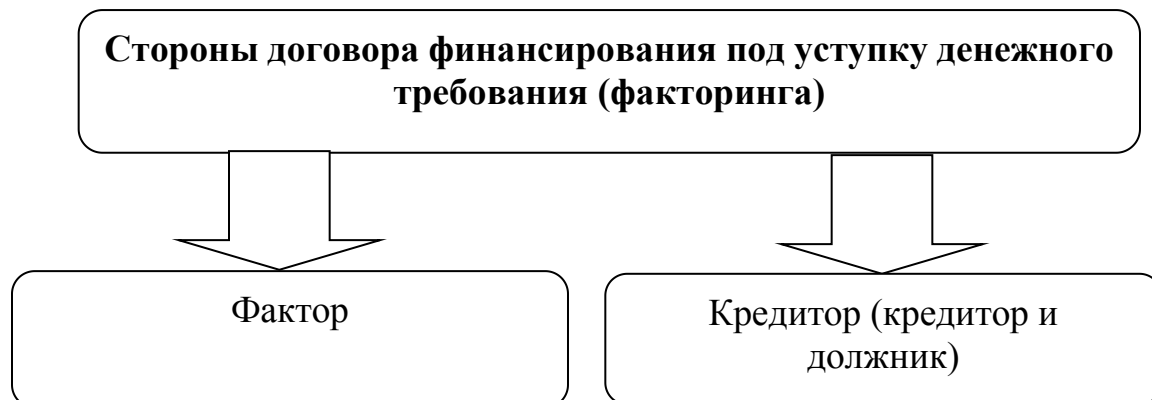 Стороны договора финансирования под уступку денежного
требования (факторинга)
Фактор
Кредитор (кредитор и
должник)